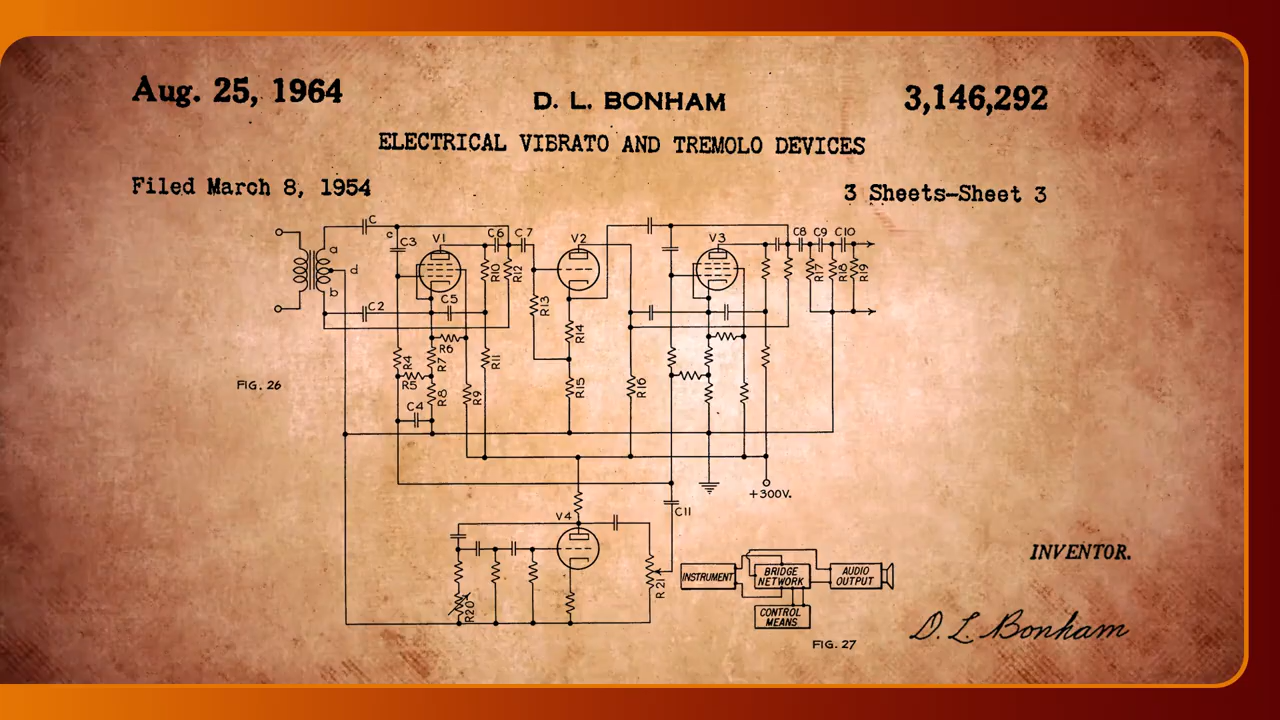 Aug. 25, 1964
D. L. BONHAM
3,146,292
ELECTRICAL VIBRATO AND TREMOLO DEVICES
Filed March 8, 1954
3 Sheets-Sheet 3
C
C3
c
a
d
b
C2
V1
C5
C6
C7
R10
R12
V2
R13
R14
V3
C8
C9
C10
R17
R18
R19
R4
R5
R6
R7
R8
R9
R11
R15
R16
C4
FIG. 26
+300V.
C11
V4
R20
R21
INSTRUMENT
BRIDGE
NETWORK
AUDIO
OUTPUT
CONTROL
MEANS
FIG. 27
INVENTOR.
D. L. Bonham